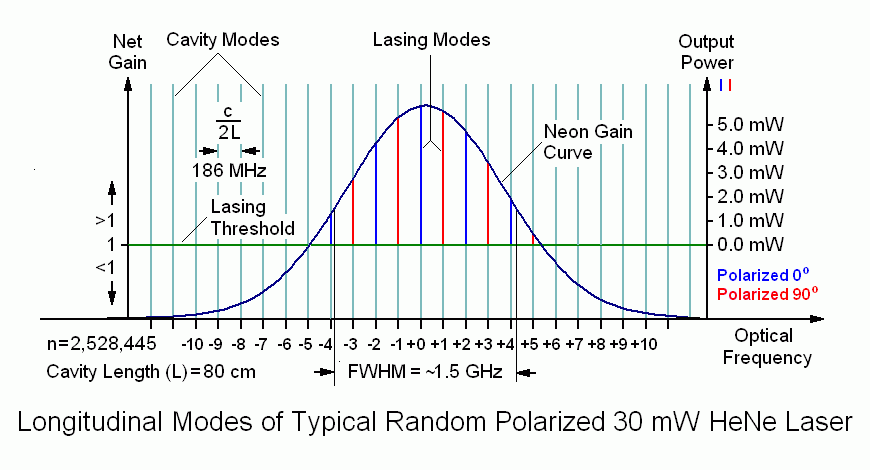 Net
Gain
Cavity Modes
Lasing Modes
Output
Power
c
2L
186 MHz
Neon Gain
Curve
5.0 mW
4.0 mW
3.0 mW
2.0 mW
1.0 mW
0.0 mW
Lasing
Threshold
>1
1
<1
Polarized 0⁰
Polarized 90⁰
n=2,528,445
-10 -9 -8 -7 -6 -5 -4 -3 -2 -1 +0 +1 +2 +3 +4 +5 +6 +7 +8 +9 +10
Optical
Frequency
Cavity Length (L) = 80 cm
FWHM = ~1.5 GHz
Longitudinal Modes of Typical Random Polarized 30 mW HeNe Laser